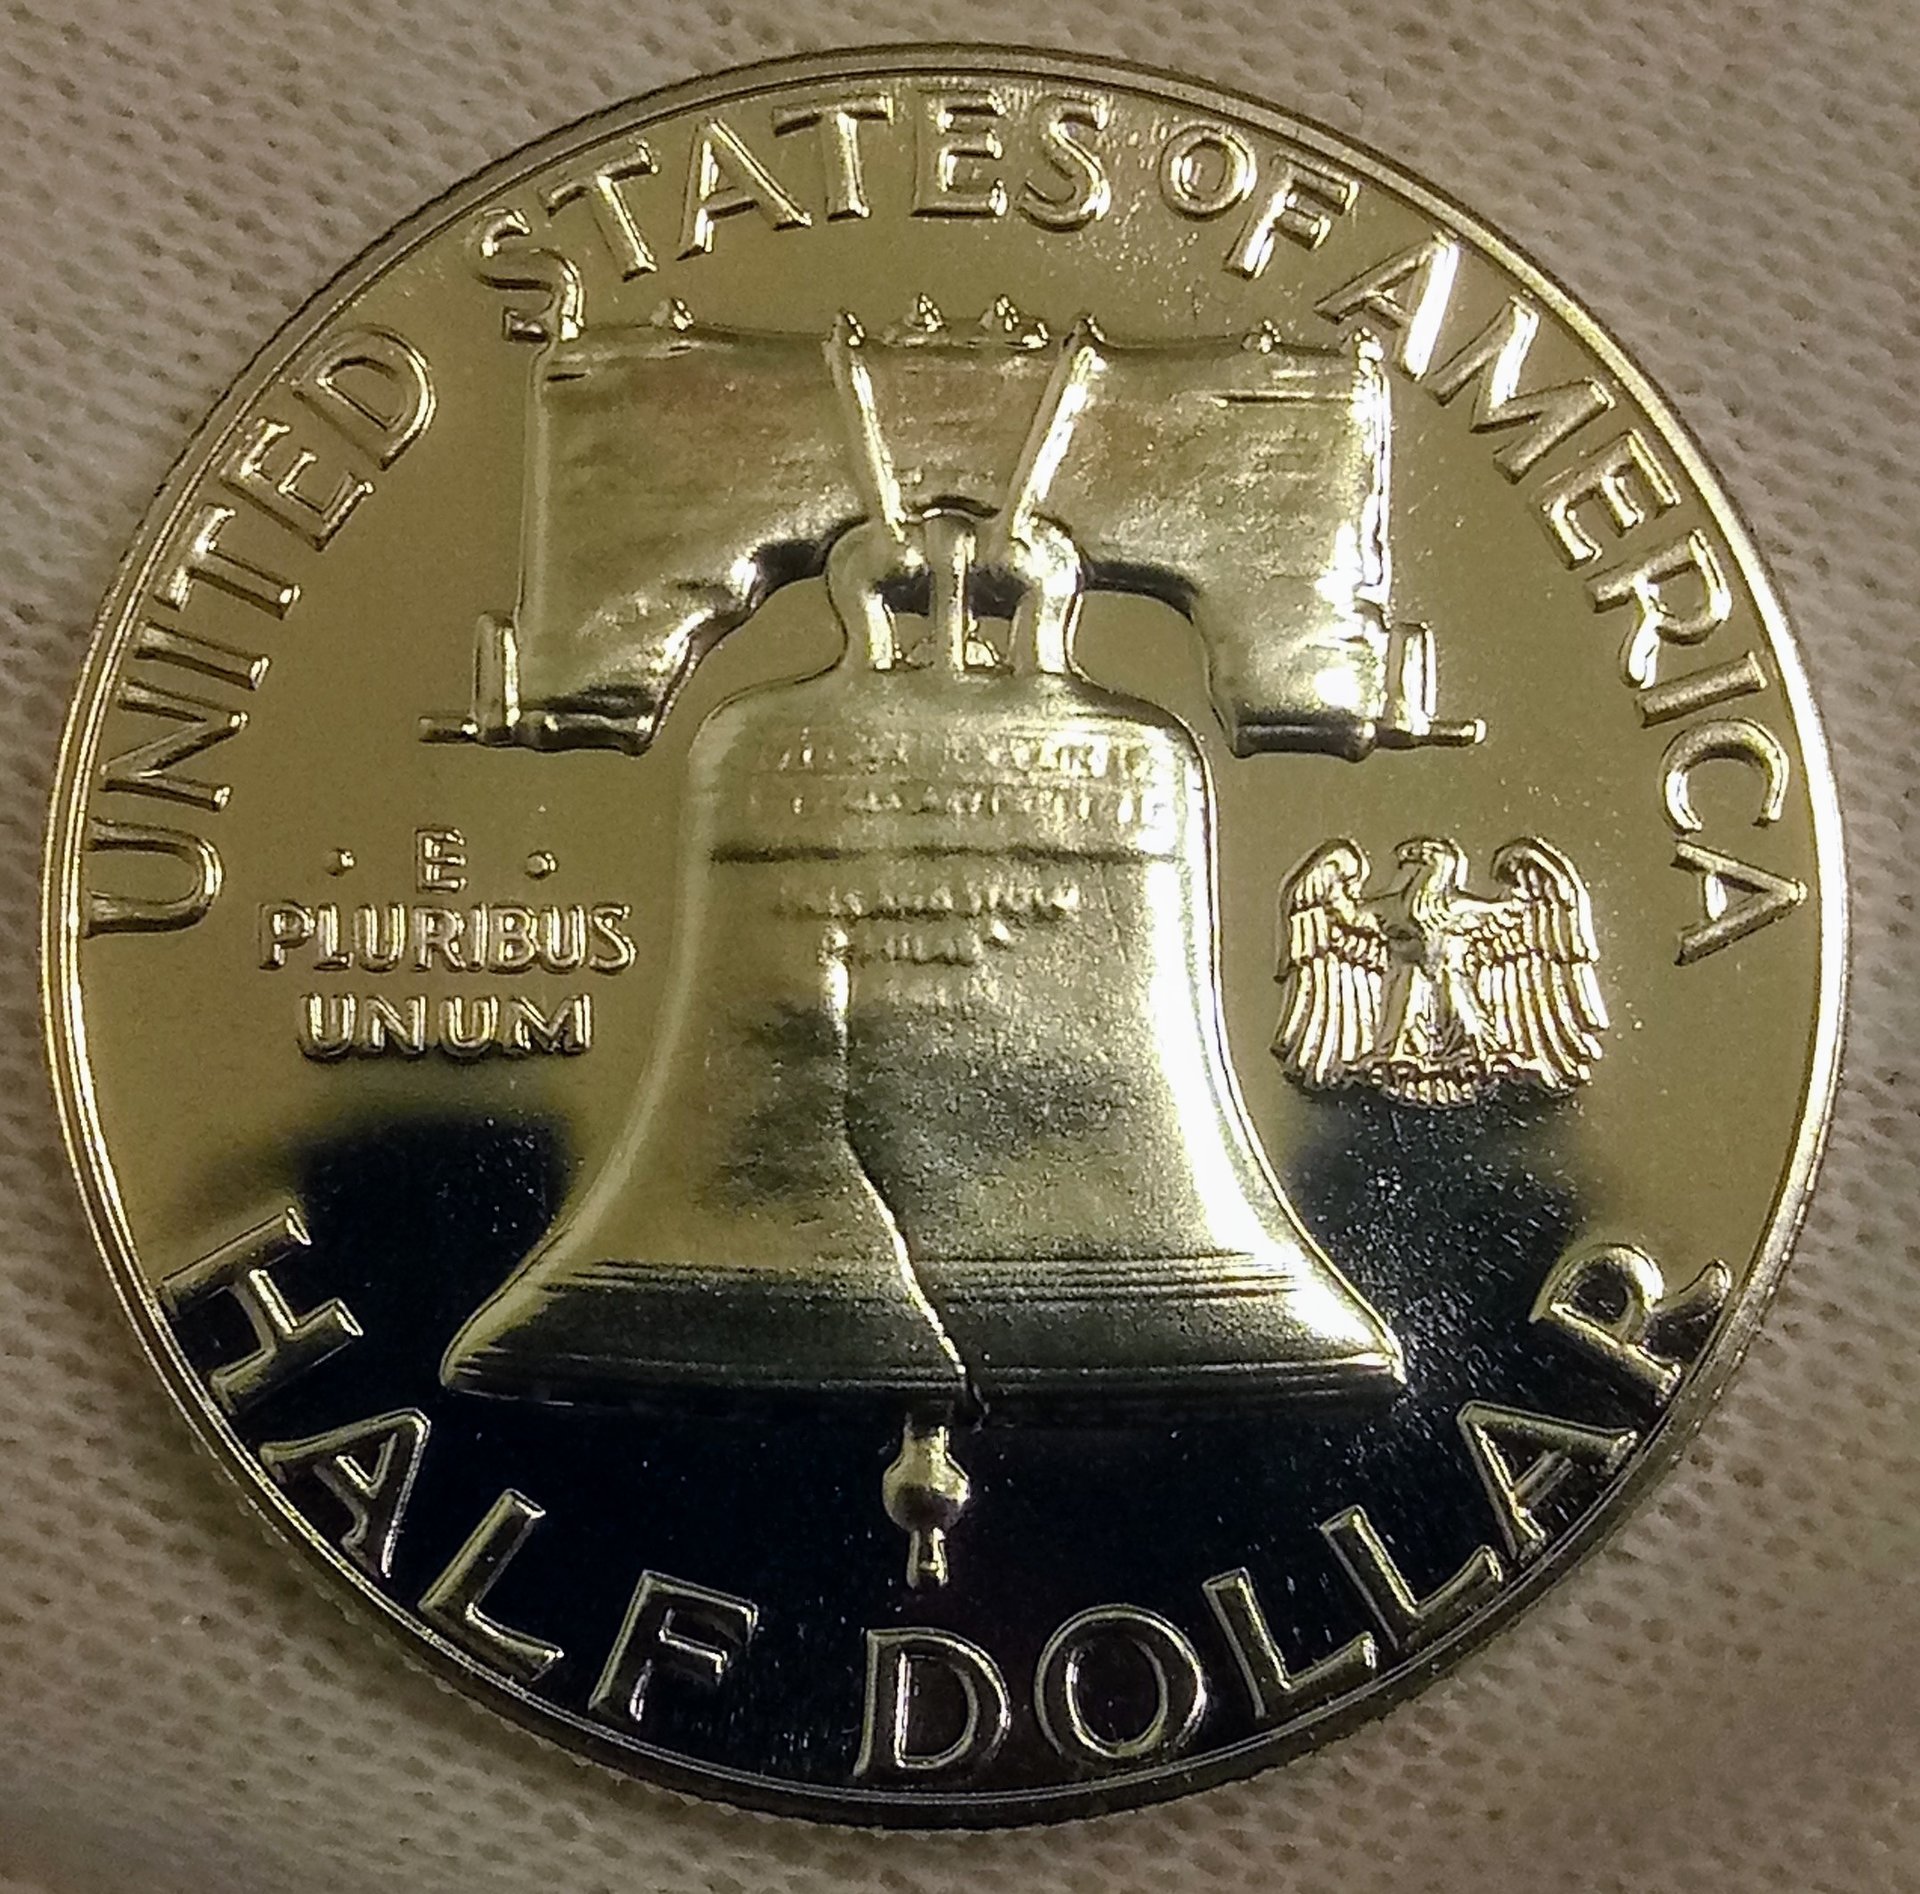 UNITED STATES OF AMERICA
· E ·
PLURIBUS
UNUM
HALF DOLLAR